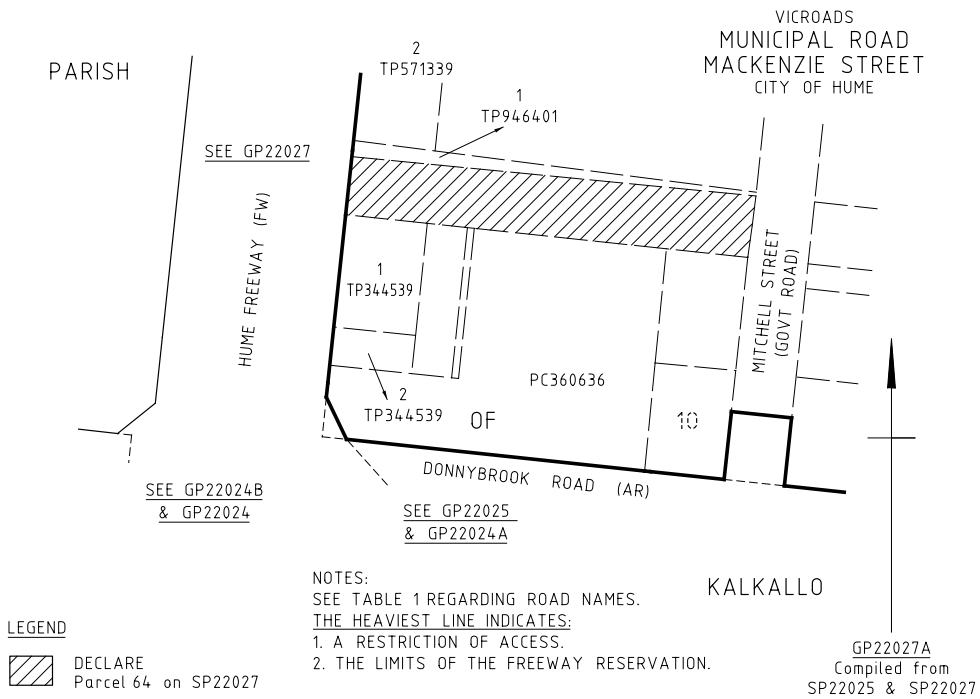 VICROADS
MUNICIPAL ROAD
MACKENZIE STREET
CITY OF HUME
PARISH
2
TP571339
1
TP946401
SEE GP22027
HUME FREEWAY (FW)
1
TP344539
MITCHELL STREET
(GOVT ROAD)
PC360636
2
TP344539
OF
10
DONNYBROOK ROAD (AR)
SEE GP22024B
& GP22024
SEE GP22025
& GP22024A
KALKALLO
NOTES:
SEE TABLE 1 REGARDING ROAD NAMES.
THE HEAVIEST LINE INDICATES:
1. A RESTRICTION OF ACCESS.
2. THE LIMITS OF THE FREEWAY RESERVATION.
LEGEND
DECLARE
Parcel 64 on SP22027
GP22027A
Compiled from
SP22025 & SP22027